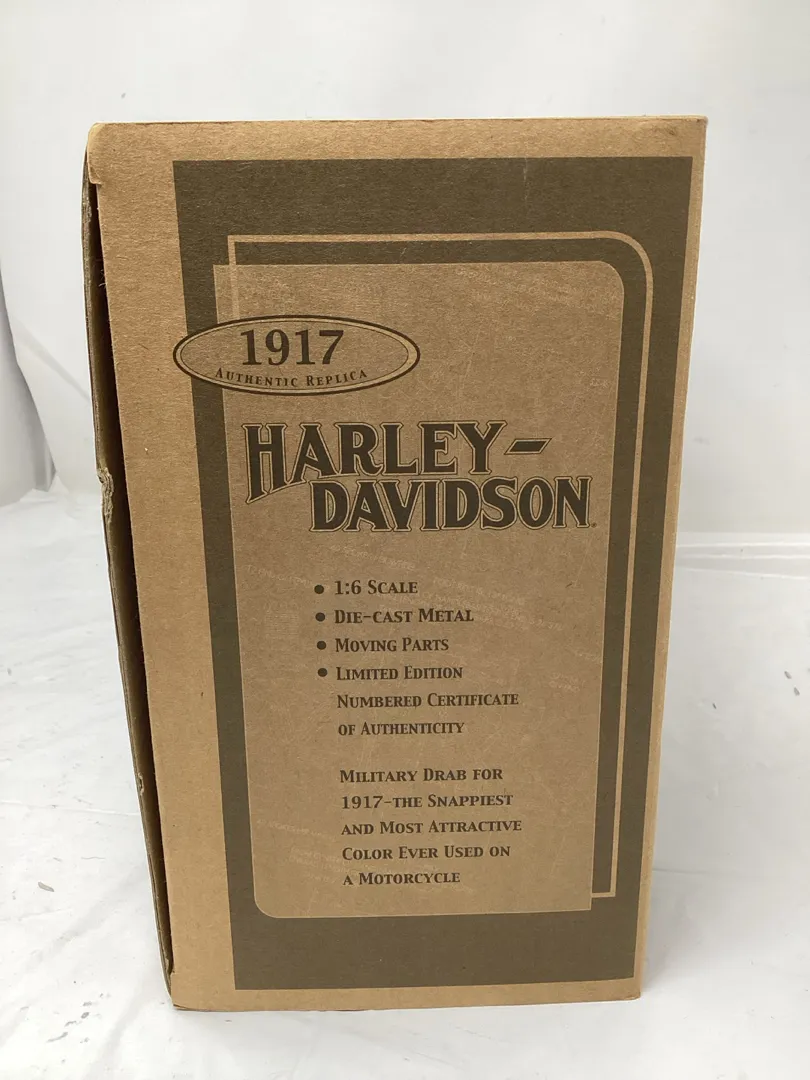 1917
AUTHENTIC REPLICA
HARLEY-
DAVIDSON
• 1:6 SCALE
• DIE-CAST METAL
• MOVING PARTS
• LIMITED EDITION
NUMBERED CERTIFICATE
OF AUTHENTICITY
MILITARY DRAB FOR
1917-THE SNAPPIEST
AND MOST ATTRACTIVE
COLOR EVER USED ON
A MOTORCYCLE